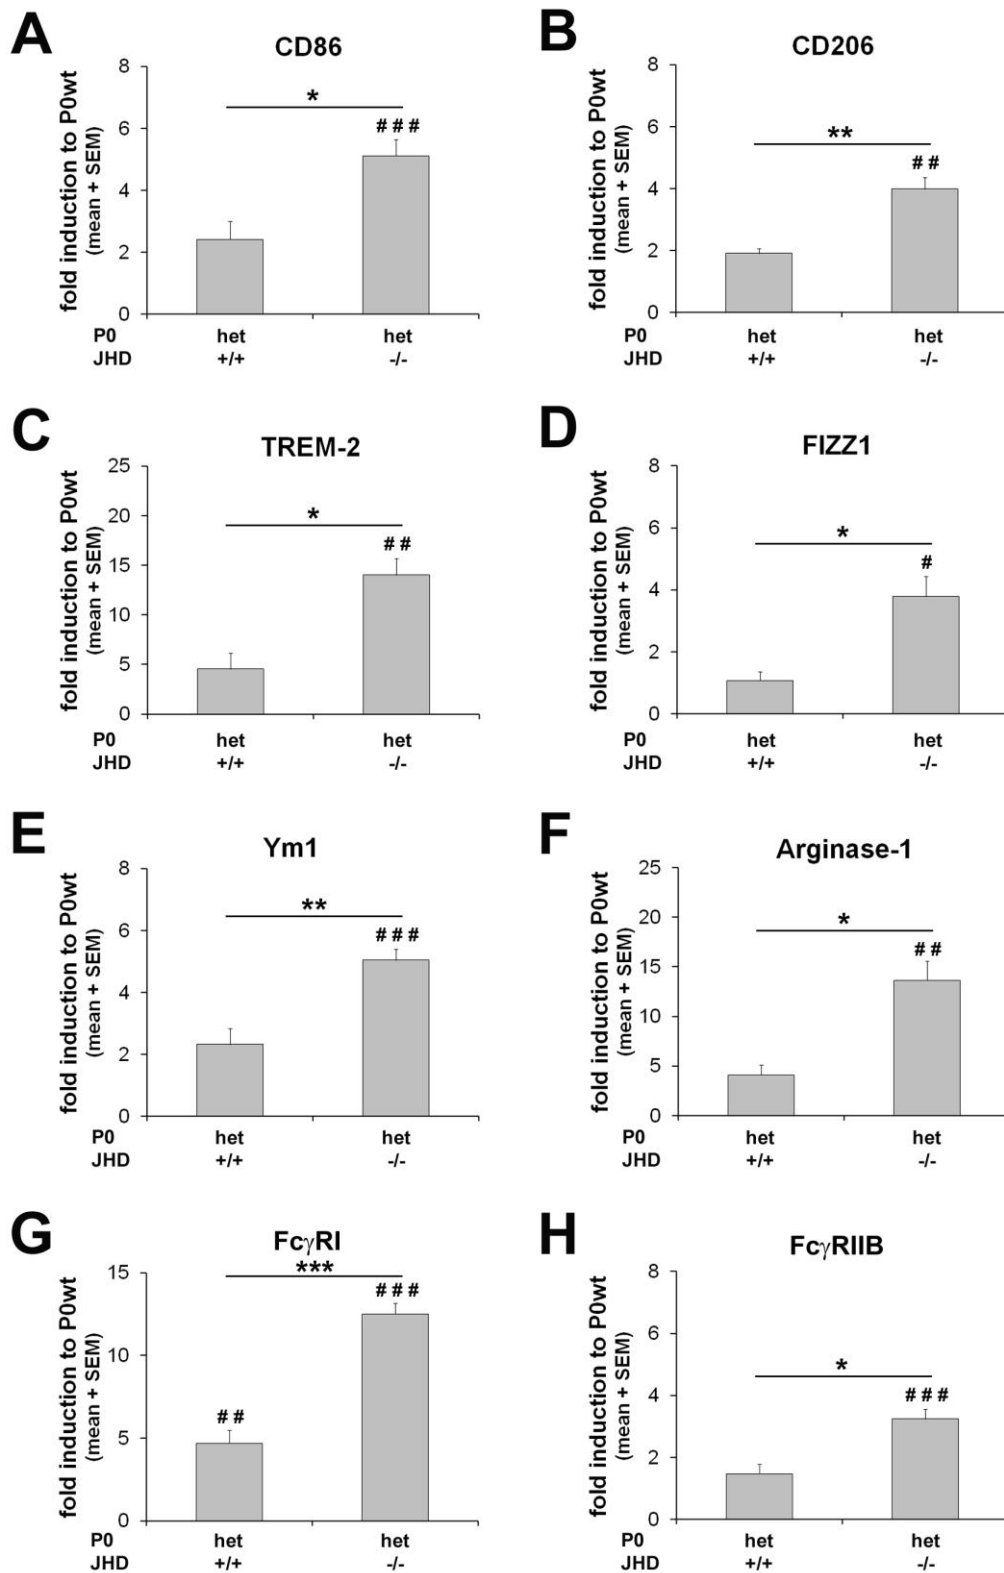 A
CD86
fold induction to P0wt
(mean + SEM)
8
6
4
2
0
*
# # #
P0 het het
JHD +/+ -/-
B
CD206
fold induction to P0wt
(mean + SEM)
8
6
4
2
0
**
# #
P0 het het
JHD +/+ -/-
C
TREM-2
fold induction to P0wt
(mean + SEM)
25
20
15
10
5
0
*
# #
P0 het het
JHD +/+ -/-
D
FIZZ1
fold induction to P0wt
(mean + SEM)
8
6
4
2
0
*
#
P0 het het
JHD +/+ -/-
E
Ym1
fold induction to P0wt
(mean + SEM)
8
6
4
2
0
**
# # #
P0 het het
JHD +/+ -/-
F
Arginase-1
fold induction to P0wt
(mean + SEM)
25
20
15
10
5
0
*
# #
P0 het het
JHD +/+ -/-
G
FcγRI
fold induction to P0wt
(mean + SEM)
15
10
5
0
***
# #
# # #
P0 het het
JHD +/+ -/-
H
FcγRIIB
fold induction to P0wt
(mean + SEM)
8
6
4
2
0
*
# # #
P0 het het
JHD +/+ -/-